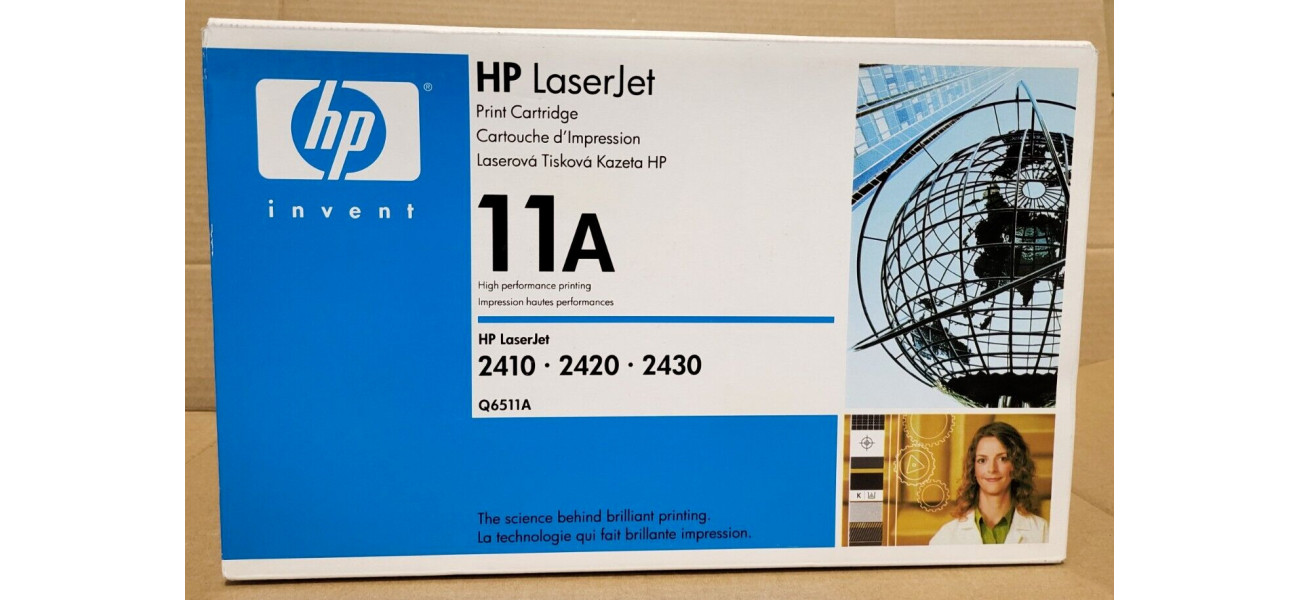 hp ®
invent
HP LaserJet
Print Cartridge
Cartouche d'Impression
Laserová Tisková Kazeta HP
11A
High performance printing
Impression hautes performances
HP LaserJet
2410 · 2420 · 2430
Q6511A
K
The science behind brilliant printing.
La technologie qui fait brillante impression.